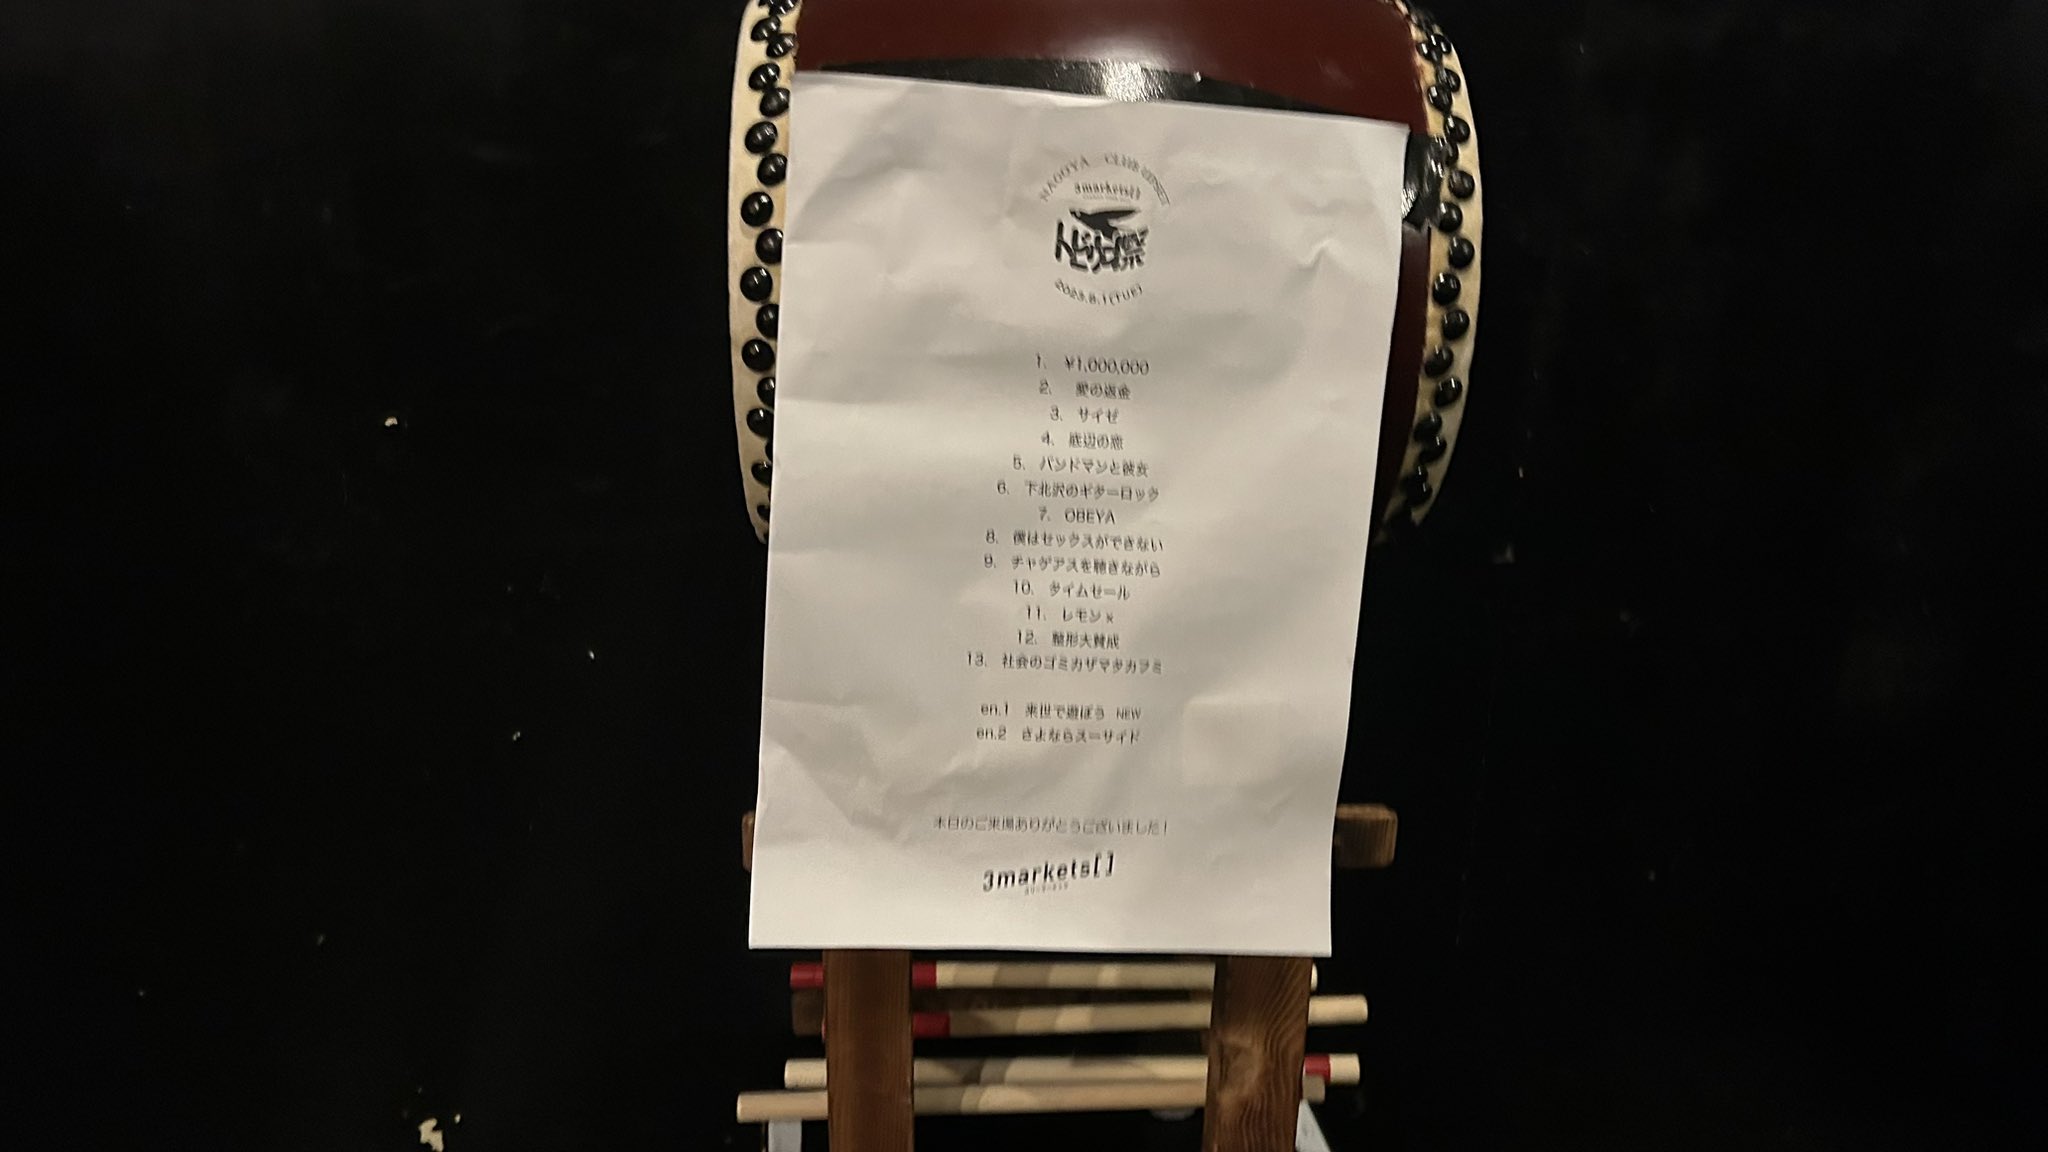 NAGOYA CLUB UPSET
3markets[]
トどりロ祭
2023.8.1(TUE)
1. ¥1,000,000
2. 愛の返金
3. サイゼ
4. 底辺の恋
5. バンドマンと彼女
6. 下北沢のギターロック
7. OBEYA
8. 僕はセックスができない
9. チャゲアスを聴きながら
10. タイムセール
11. レモン×
12. 整形大賛成
13. 社会のゴミカザマタカフミ
en.1 来世で遊ぼう NEW
en.2 さよならスーサイド
本日のご来場ありがとうございました！
3markets[]